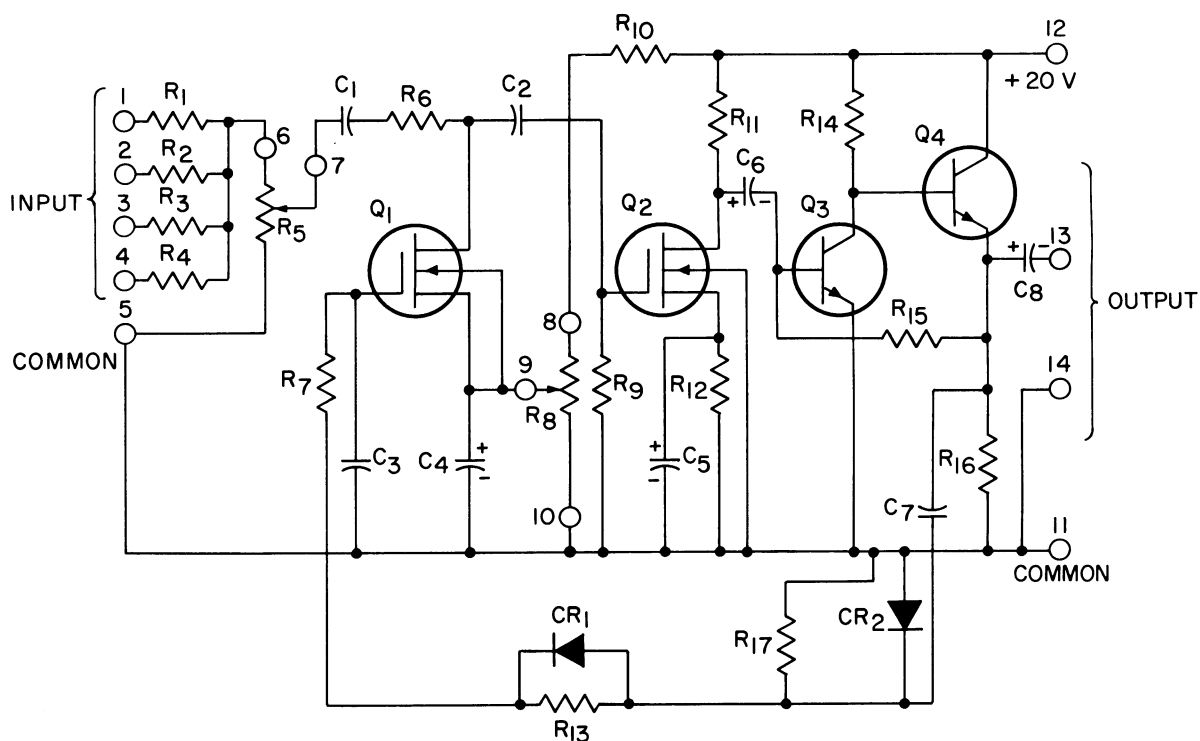 R10
12
+20 V
1
R1
6
C1
R6
C2
7
R11
R14
Q4
2
R2
C6
+ -
INPUT
3
R3
R5
Q1
Q2
Q3
4
R4
+ -
13
C8
5
COMMON
R15
OUTPUT
8
R7
9
R8
R9
R12
14
C3
C4
+
-
+
-
C5
R16
10
C7
11
COMMON
CR1
R17
CR2
R13